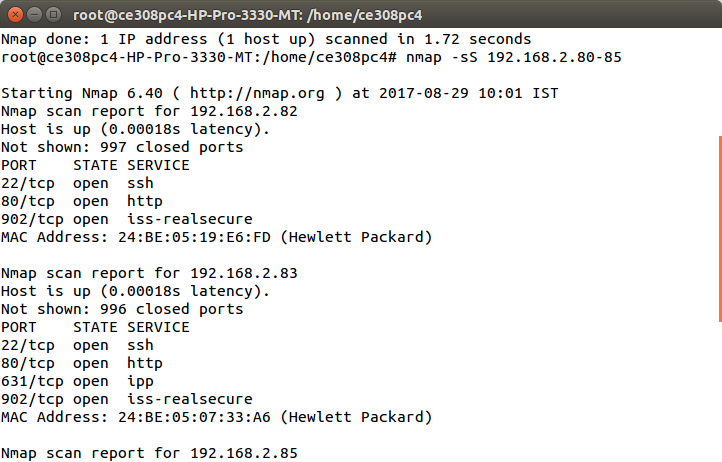 root@ce308pc4-HP-Pro-3330-MT: /home/ce308pc4
Nmap done: 1 IP address (1 host up) scanned in 1.72 seconds
root@ce308pc4-HP-Pro-3330-MT:/home/ce308pc4# nmap -sS 192.168.2.80-85
Starting Nmap 6.40 ( http://nmap.org ) at 2017-08-29 10:01 IST
Nmap scan report for 192.168.2.82
Host is up (0.00018s latency).
Not shown: 997 closed ports
PORT    STATE SERVICE
22/tcp  open  ssh
80/tcp  open  http
902/tcp open  iss-realsecure
MAC Address: 24:BE:05:19:E6:FD (Hewlett Packard)
Nmap scan report for 192.168.2.83
Host is up (0.00018s latency).
Not shown: 996 closed ports
PORT    STATE SERVICE
22/tcp  open  ssh
80/tcp  open  http
631/tcp open  ipp
902/tcp open  iss-realsecure
MAC Address: 24:BE:05:07:33:A6 (Hewlett Packard)
Nmap scan report for 192.168.2.85